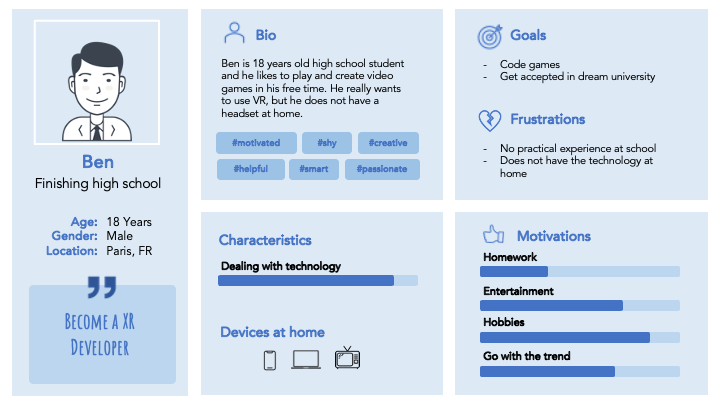 Ben
Finishing high school
Age: 18 Years
Gender: Male
Location: Paris, FR
Become a XR
Developer
Bio
Ben is 18 years old high school student
and he likes to play and create video
games in his free time. He really wants
to use VR, but he does not have a
headset at home.
#motivated #shy #creative
#helpful #smart #passionate
Goals
- Code games
- Get accepted in dream university
Frustrations
- No practical experience at school
- Does not have the technology at
home
Characteristics
Dealing with technology
Devices at home
Motivations
Homework
Entertainment
Hobbies
Go with the trend